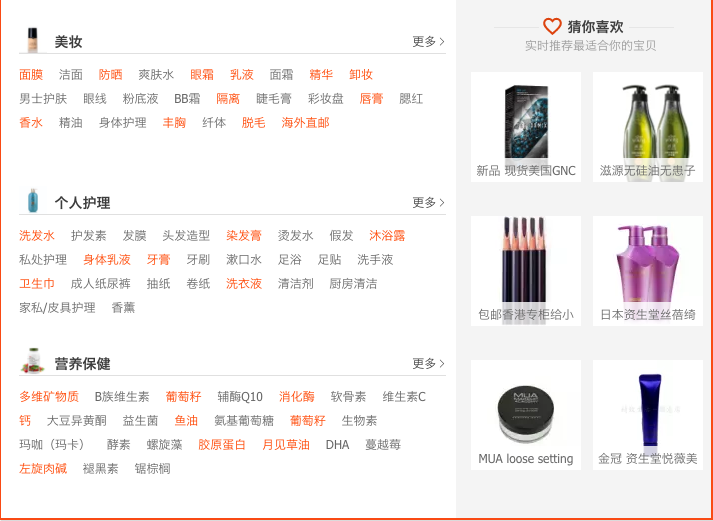 美妆 更多
面膜 洁面 防晒 爽肤水 眼霜 乳液 面霜 精华 卸妆
男士护肤 眼线 粉底液 BB霜 隔离 睫毛膏 彩妆盘 唇膏 腮红
香水 精油 身体护理 丰胸 纤体 脱毛 海外直邮
个人护理 更多
洗发水 护发素 发膜 头发造型 染发膏 烫发水 假发 沐浴露
私处护理 身体乳液 牙膏 牙刷 漱口水 足浴 足贴 洗手液
卫生巾 成人纸尿裤 抽纸 卷纸 洗衣液 清洁剂 厨房清洁
家私/皮具护理 香薰
营养保健 更多
多维矿物质 B族维生素 葡萄籽 辅酶Q10 消化酶 软骨素 维生素C
钙 大豆异黄酮 益生菌 鱼油 氨基葡萄糖 葡萄籽 生物素
玛咖（玛卡） 酵素 螺旋藻 胶原蛋白 月见草油 DHA 蔓越莓
左旋肉碱 褪黑素 锯棕榈
猜你喜欢
实时推荐最适合你的宝贝
新品 现货美国GNC
滋源无硅油无患子
包邮香港专柜给小
日本资生堂丝蓓绮
MUA
MUA loose setting
金冠 资生堂悦薇美